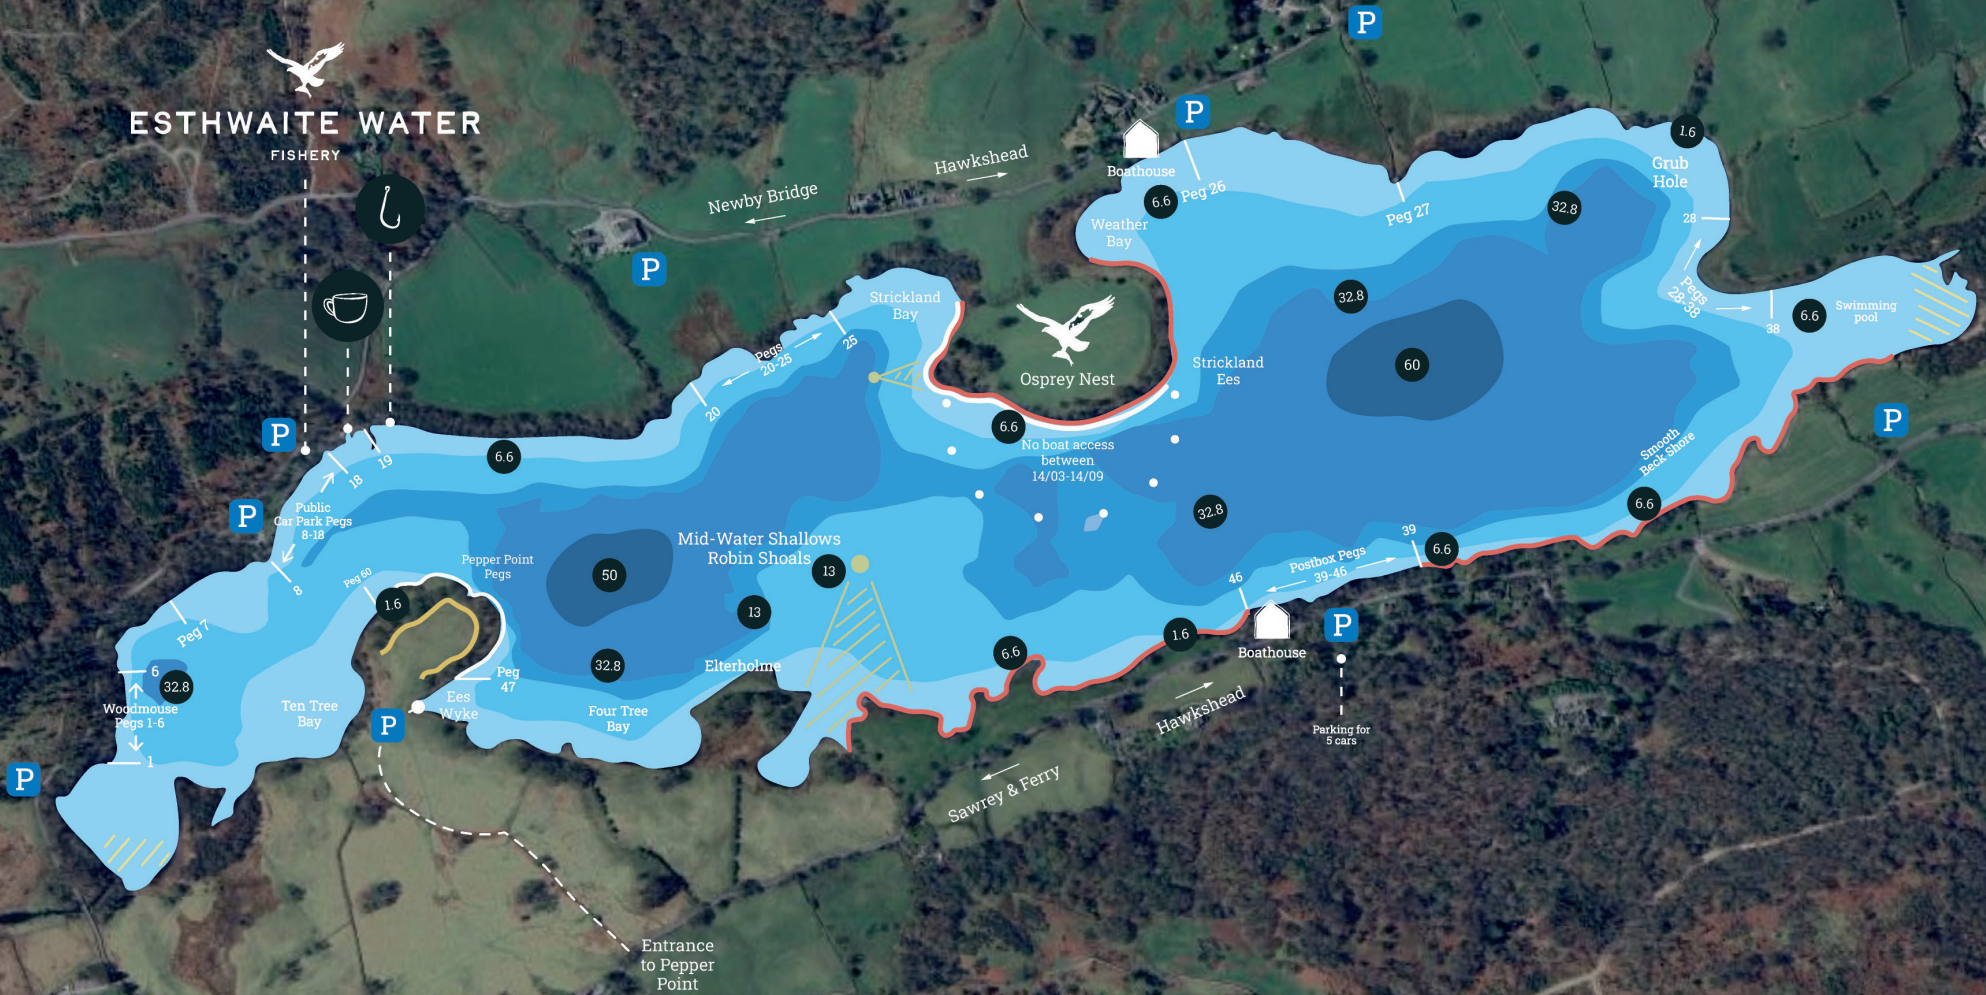 ESTHWAITE WATER
FISHERY
P
P
Boathouse
Hawkshead
Newby Bridge
P
6.6
Peg 26
Weather
Bay
Peg 27
32.8
1.6
Grub
Hole
28
Pegs
28-38
38
6.6
Swimming
pool
Strickland
Bay
Pegs
20-25
25
20
Osprey Nest
Strickland
Ees
32.8
60
P
P
19
18
6.6
6.6
No boat access
between
14/03-14/09
Smooth
Beck Shore
6.6
P
Public
Car Park Pegs
8-18
8
32.8
39
6.6
Postbox Pegs
39-46
46
Mid-Water Shallows
Robin Shoals
13
Pepper Point
Pegs
50
Peg 60
1.6
13
Peg 7
6
32.8
Woodmouse
Pegs 1-6
1
P
Ten Tree
Bay
P
Ees
Wyke
Peg
47
32.8
Four Tree
Bay
Elterholme
6.6
1.6
Boathouse
P
Parking for
5 cars
Hawkshead
Sawrey & Ferry
Entrance
to Pepper
Point